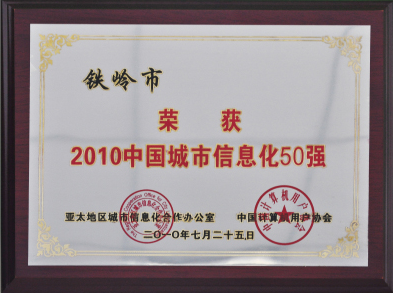 铁岭市
荣 获
2010中国城市信息化50强
亚太地区城市信息化合作办公室 中国计算机用户协会
二〇一〇年七月二十五日